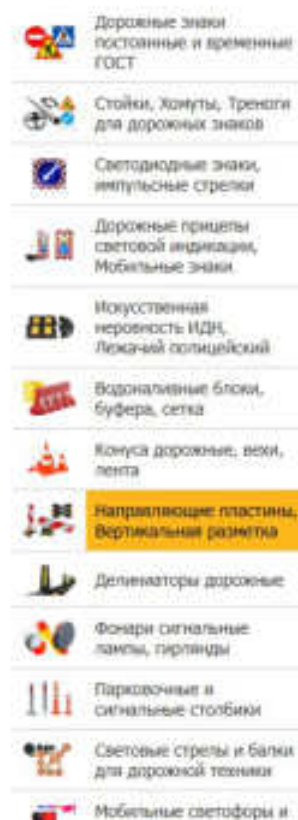 Дорожные знаки
постоянные и временные
ГОСТ
Стойки, Хомуты, Треноги
для дорожных знаков
Светодиодные знаки,
импульсные стрелки
Дорожные прицепы
световой индикации,
Мобильные знаки
Искусственная
неровность ИДН,
Лежачий полицейский
Водоналивные блоки,
буфера, сетка
Конуса дорожные, вехи,
лента
Направляющие пластины,
Вертикальная разметка
Делиниаторы дорожные
Фонари сигнальные
лампы, гирлянды
Парковочные и
сигнальные столбики
Световые стрелы и балки
для дорожной техники
Мобильные светофоры и